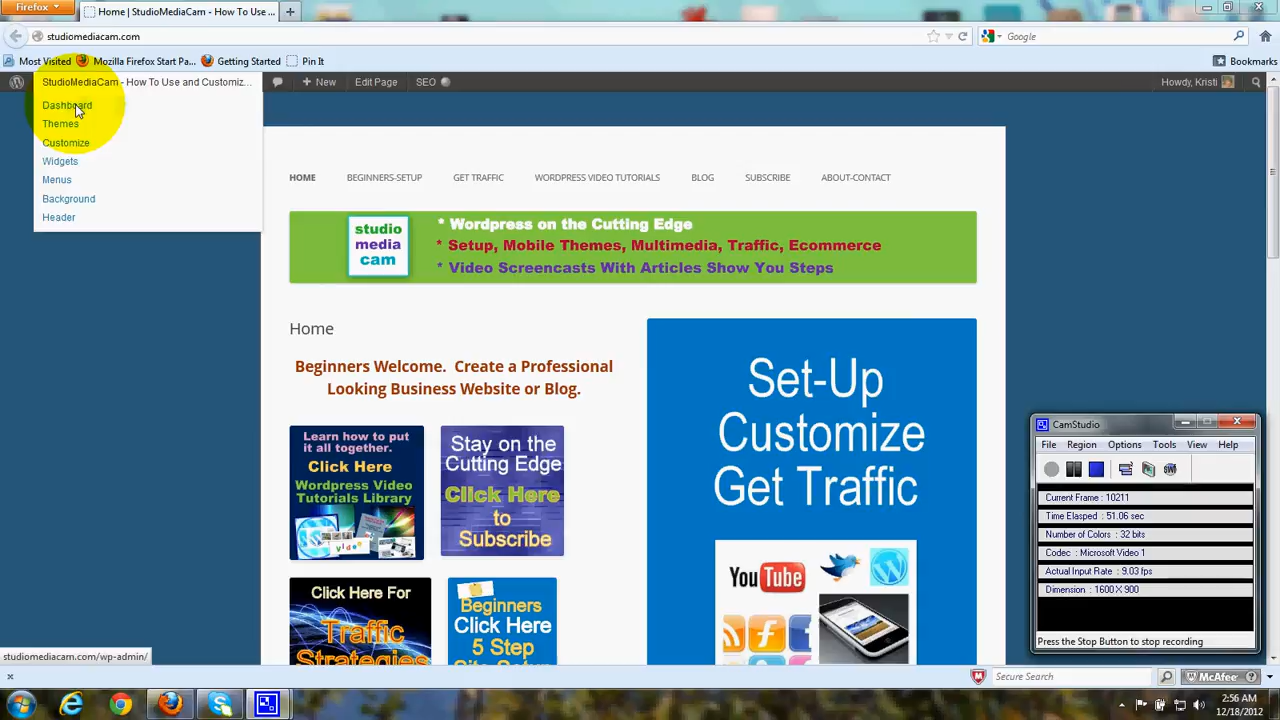 Firefox
Home | StudioMediaCam - How To Use ...
studiomediacam.com
Google
Most Visited
Mozilla Firefox Start Pa...
Getting Started
Pin It
Bookmarks
StudioMediaCam - How To Use and Customiz...
+ New
Edit Page
SEO
Howdy, Kristi
Dashboard
Themes
Customize
Widgets
Menus
Background
Header
HOME
BEGINNERS-SETUP
GET TRAFFIC
WORDPRESS VIDEO TUTORIALS
BLOG
SUBSCRIBE
ABOUT-CONTACT
studio
media
cam
* Wordpress on the Cutting Edge
* Setup, Mobile Themes, Multimedia, Traffic, Ecommerce
* Video Screencasts With Articles Show You Steps
Home
Beginners Welcome. Create a Professional
Looking Business Website or Blog.
Learn how to put
it all together.
Click Here
Wordpress Video
Tutorials Library
Stay on the
Cutting Edge
Click Here
to
Subscribe
Click Here For
Traffic
Strategies
Beginners
Click Here
5 Step
Site Setup
Set-Up
Customize
Get Traffic
You Tube
CamStudio
File
Region
Options
Tools
View
Help
Current Frame : 10211
Time Elasped : 51.06 sec
Number of Colors : 32 bits
Codec : Microsoft Video 1
Actual Input Rate : 9.03 fps
Dimension : 1600 X 900
Press the Stop Button to stop recording
studiomediacam.com/wp-admin/
Secure Search
McAfee
2:56 AM
12/18/2012